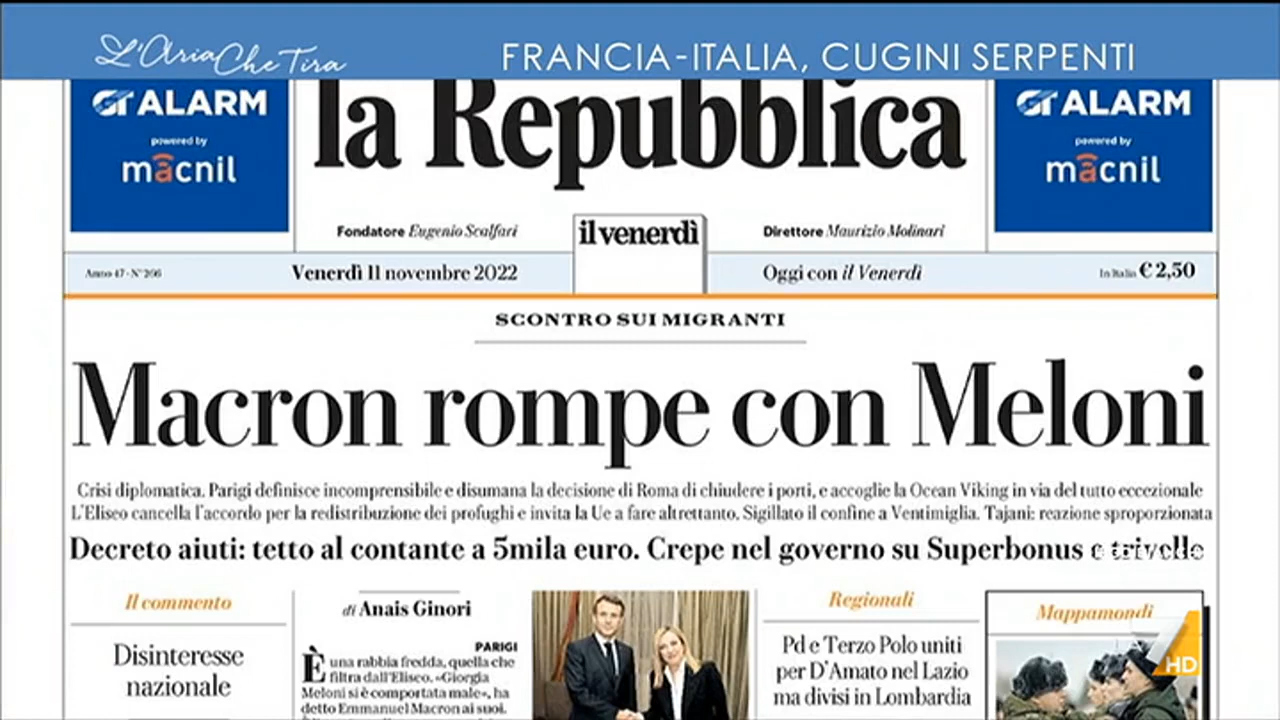 L'Aria Che Tira
FRANCIA-ITALIA, CUGINI SERPENTI
GT ALARM
powered by
macnil
la Repubblica
GT ALARM
powered by
macnil
Fondatore Eugenio Scalfari
il venerdì
Direttore Maurizio Molinari
Anno 47 - N° 266
Venerdì 11 novembre 2022
Oggi con il Venerdì
In Italia € 2,50
SCONTRO SUI MIGRANTI
Macron rompe con Meloni
Crisi diplomatica. Parigi definisce incomprensibile e disumana la decisione di Roma di chiudere i porti, e accoglie la Ocean Viking in via del tutto eccezionale
L'Eliseo cancella l'accordo per la redistribuzione dei profughi e invita la Ue a fare altrettanto. Sigillato il confine a Ventimiglia. Tajani: reazione sproporzionata
Decreto aiuti: tetto al contante a 5mila euro. Crepe nel governo su Superbonus e trivelle
Il commento
Disinteresse
nazionale
di Anais Ginori
PARIGI
È una rabbia fredda, quella che
filtra dall'Eliseo. «Giorgia
Meloni si è comportata male», ha
detto Emmanuel Macron ai suoi.
Regionali
Pd e Terzo Polo uniti
per D'Amato nel Lazio
ma divisi in Lombardia
Mappamondi
HD